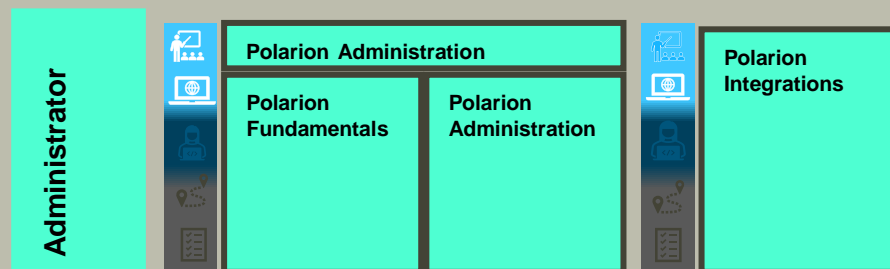 Administrator
Polarion Administration
Polarion
Fundamentals
Polarion
Administration
Polarion
Integrations